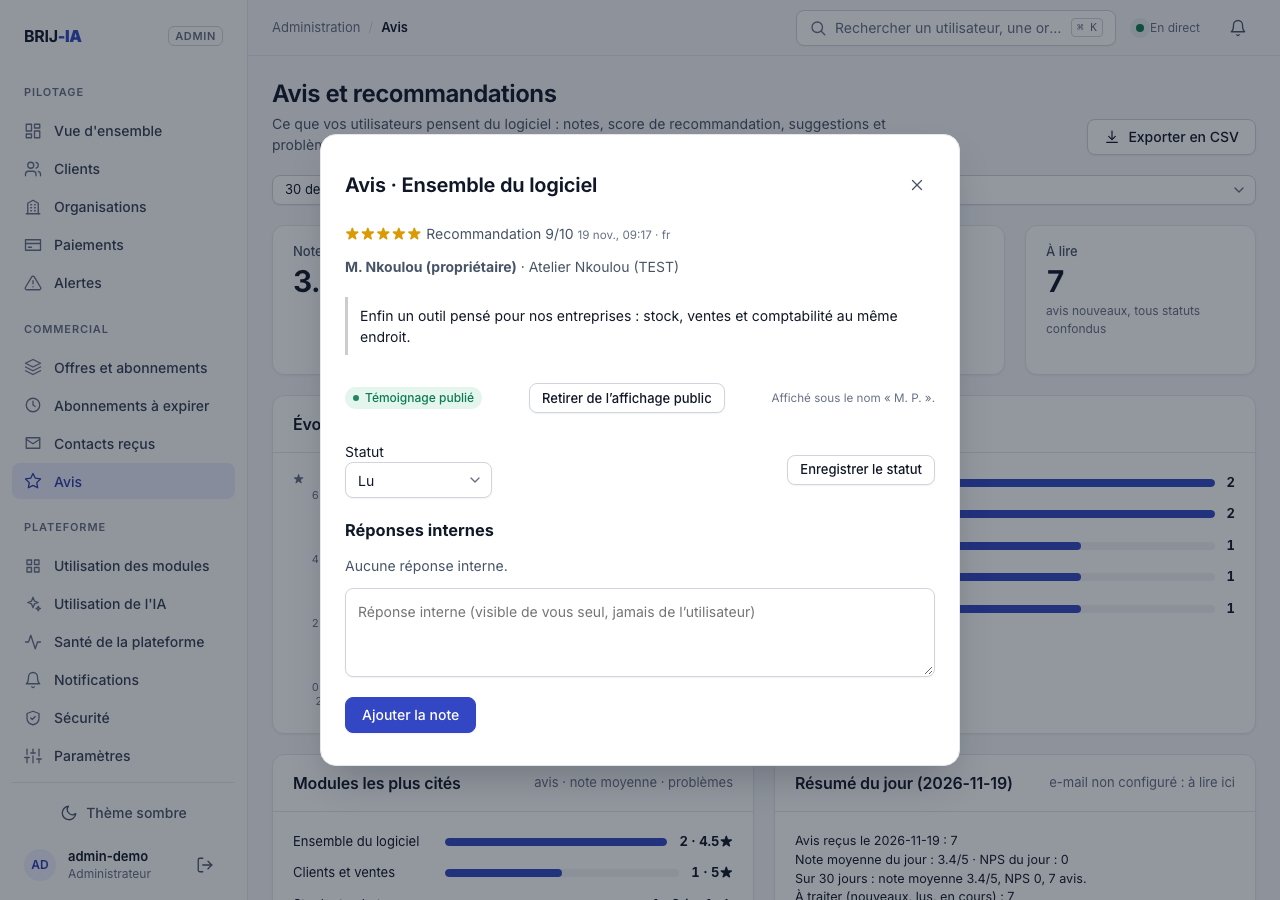 BRIJ-IA
ADMIN
PILOTAGE
Vue d'ensemble
Clients
Organisations
Paiements
Alertes
COMMERCIAL
Offres et abonnements
Abonnements à expirer
Contacts reçus
Avis
PLATEFORME
Utilisation des modules
Utilisation de l'IA
Santé de la plateforme
Notifications
Sécurité
Paramètres
Thème sombre
AD
admin-demo
Administrateur
Administration / Avis
Rechercher un utilisateur, une or…
⌘ K
En direct
Avis et recommandations
Ce que vos utilisateurs pensent du logiciel : notes, score de recommandation, suggestions et
Exporter en CSV
Avis · Ensemble du logiciel
★★★★★ Recommandation 9/10 19 nov., 09:17 · fr
M. Nkoulou (propriétaire) · Atelier Nkoulou (TEST)
Enfin un outil pensé pour nos entreprises : stock, ventes et comptabilité au même
endroit.
Témoignage publié
Retirer de l’affichage public
Affiché sous le nom « M. P. ».
Statut
Lu
Enregistrer le statut
Réponses internes
Aucune réponse interne.
Réponse interne (visible de vous seul, jamais de l’utilisateur)
Ajouter la note
30
Note
3.
À lire
7
avis nouveaux, tous statuts
confondus
★
6
4
2
0
2
2
1
1
1
Modules les plus cités
avis · note moyenne · problèmes
Ensemble du logiciel
2 · 4.5★
Clients et ventes
1 · 5★
Résumé du jour (2026-11-19)
e-mail non configuré : à lire ici
Avis reçus le 2026-11-19 : 7
Note moyenne du jour : 3.4/5 · NPS du jour : 0
Sur 30 jours : note moyenne 3.4/5, NPS 0, 7 avis.
À traiter (nouveaux, lus, en cours) : 7